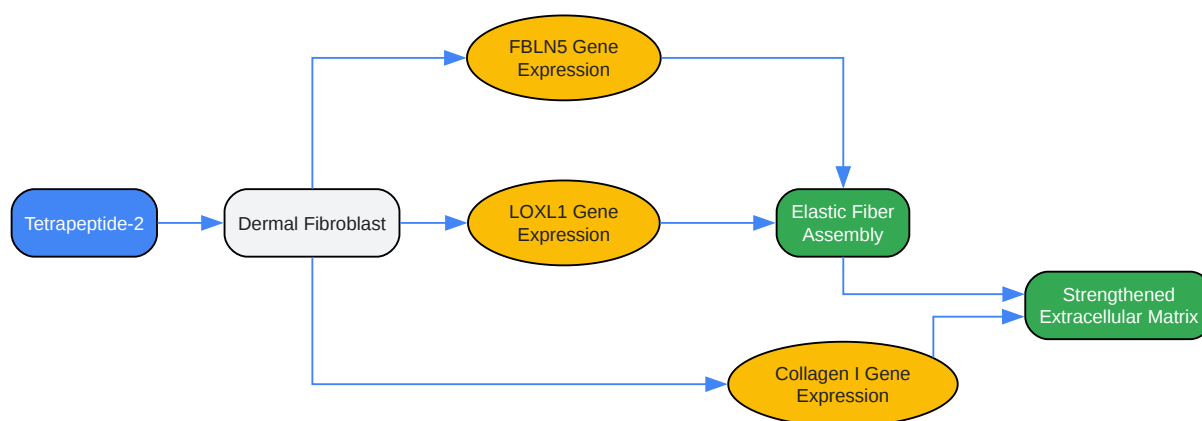 FBLN5 Gene
Expression
Tetrapeptide-2
Dermal Fibroblast
LOXL1 Gene
Expression
Elastic Fiber
Assembly
Strengthened
Extracellular Matrix
Collagen I Gene
Expression